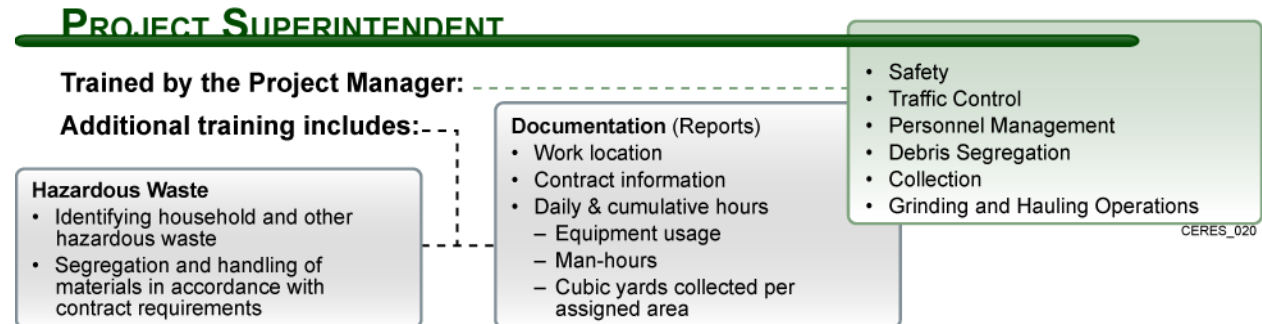 PROJECT SUPERINTENDENT
Trained by the Project Manager:
• Safety
• Traffic Control
• Personnel Management
• Debris Segregation
• Collection
• Grinding and Hauling Operations
CERES_020
Additional training includes:
Documentation (Reports)
• Work location
• Contract information
• Daily & cumulative hours
– Equipment usage
– Man-hours
– Cubic yards collected per
assigned area
Hazardous Waste
• Identifying household and other
hazardous waste
• Segregation and handling of
materials in accordance with
contract requirements